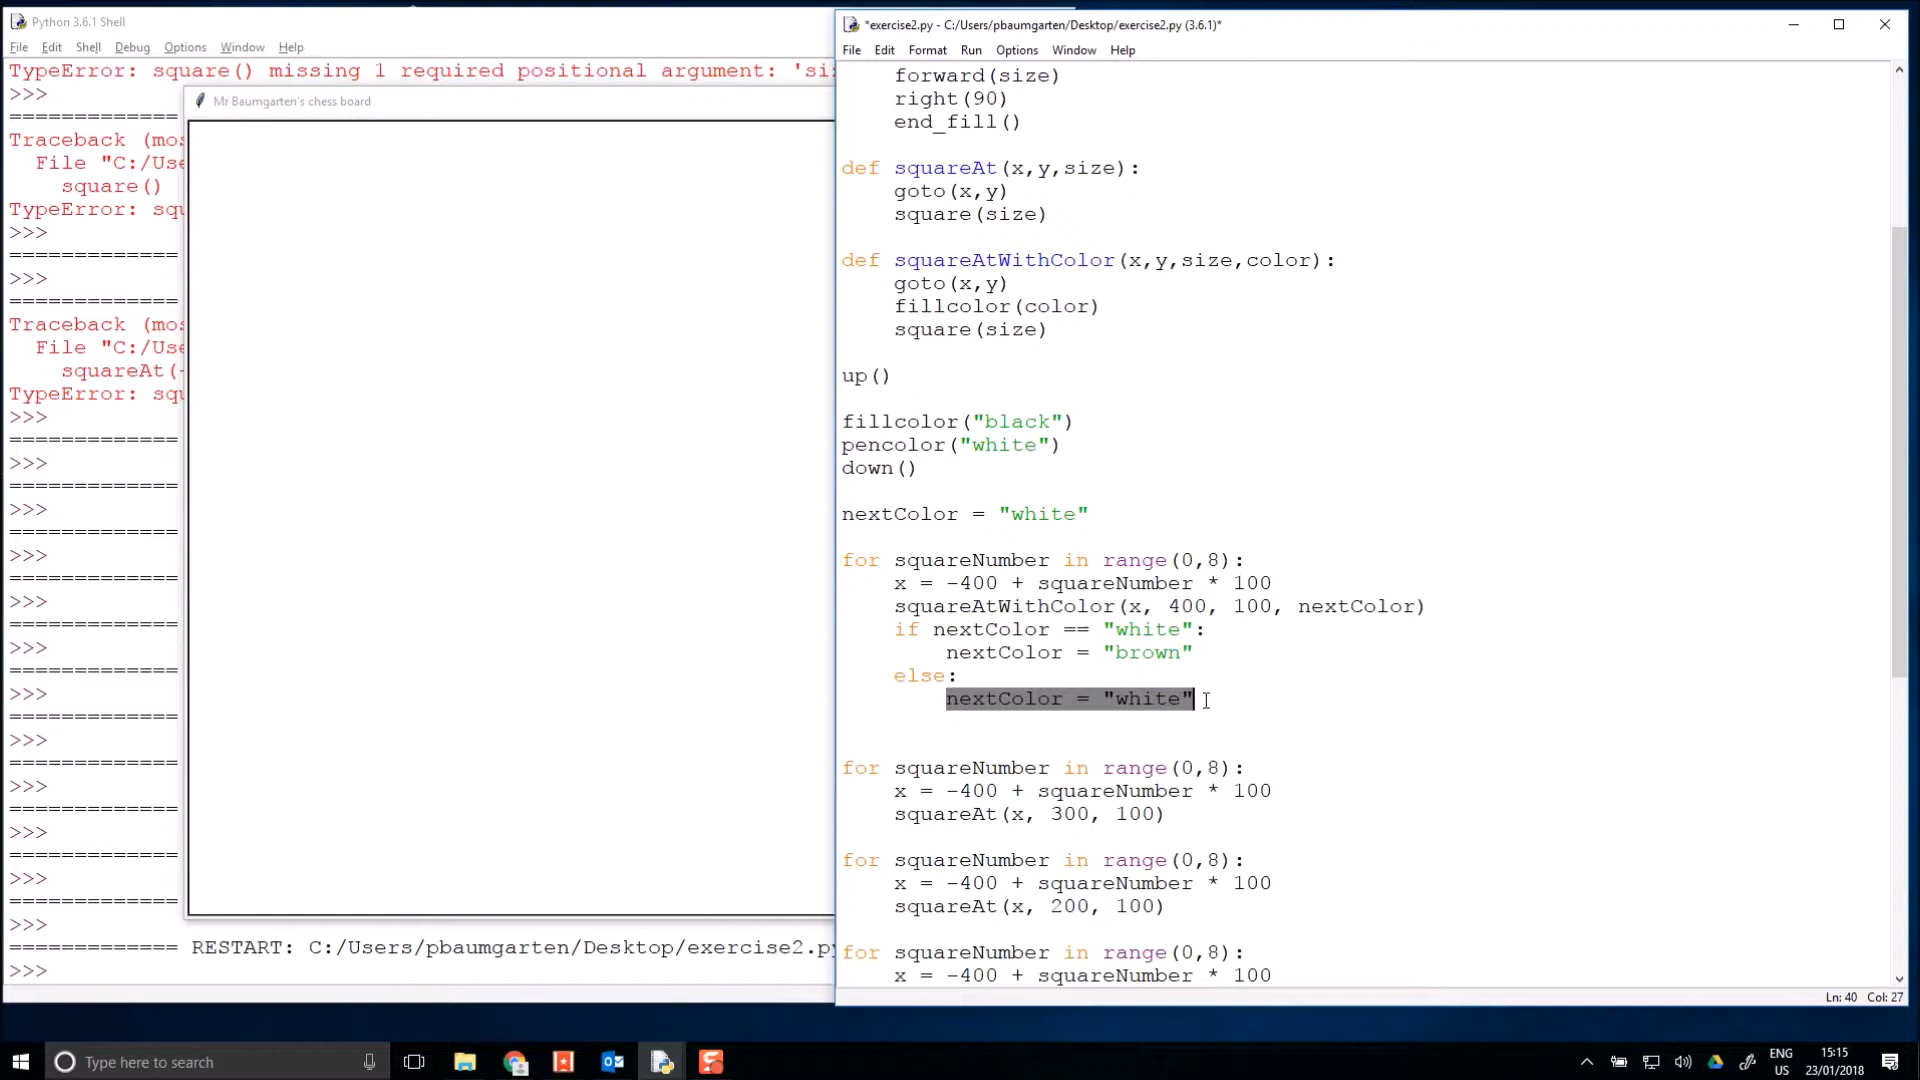 Python 3.6.1 Shell
File Edit Shell Debug Options Window Help
TypeError: square() missing 1 required positional argument: 'si
>>>
=============
Traceback (mos
File "C:/Use
square()
TypeError: squ
>>>
=============
>>>
=============
Traceback (mos
File "C:/Use
squareAt(-
TypeError: squ
>>>
=============
>>>
=============
>>>
=============
>>>
=============
>>>
=============
>>>
=============
>>>
=============
>>>
=============
>>>
=============
>>>
=============
>>>
=============
>>>
============= RESTART: C:/Users/pbaumgarten/Desktop/exercise2.py
>>>
Mr Baumgarten's chess board
*exercise2.py - C:/Users/pbaumgarten/Desktop/exercise2.py (3.6.1)*
File Edit Format Run Options Window Help
forward(size)
right(90)
end_fill()
def squareAt(x,y,size):
goto(x,y)
square(size)
def squareAtWithColor(x,y,size,color):
goto(x,y)
fillcolor(color)
square(size)
up()
fillcolor("black")
pencolor("white")
down()
nextColor = "white"
for squareNumber in range(0,8):
x = -400 + squareNumber * 100
squareAtWithColor(x, 400, 100, nextColor)
if nextColor == "white":
nextColor = "brown"
else:
nextColor = "white"
for squareNumber in range(0,8):
x = -400 + squareNumber * 100
squareAt(x, 300, 100)
for squareNumber in range(0,8):
x = -400 + squareNumber * 100
squareAt(x, 200, 100)
for squareNumber in range(0,8):
x = -400 + squareNumber * 100
Ln: 40 Col: 27
Type here to search
ENG
US
15:15
23/01/2018